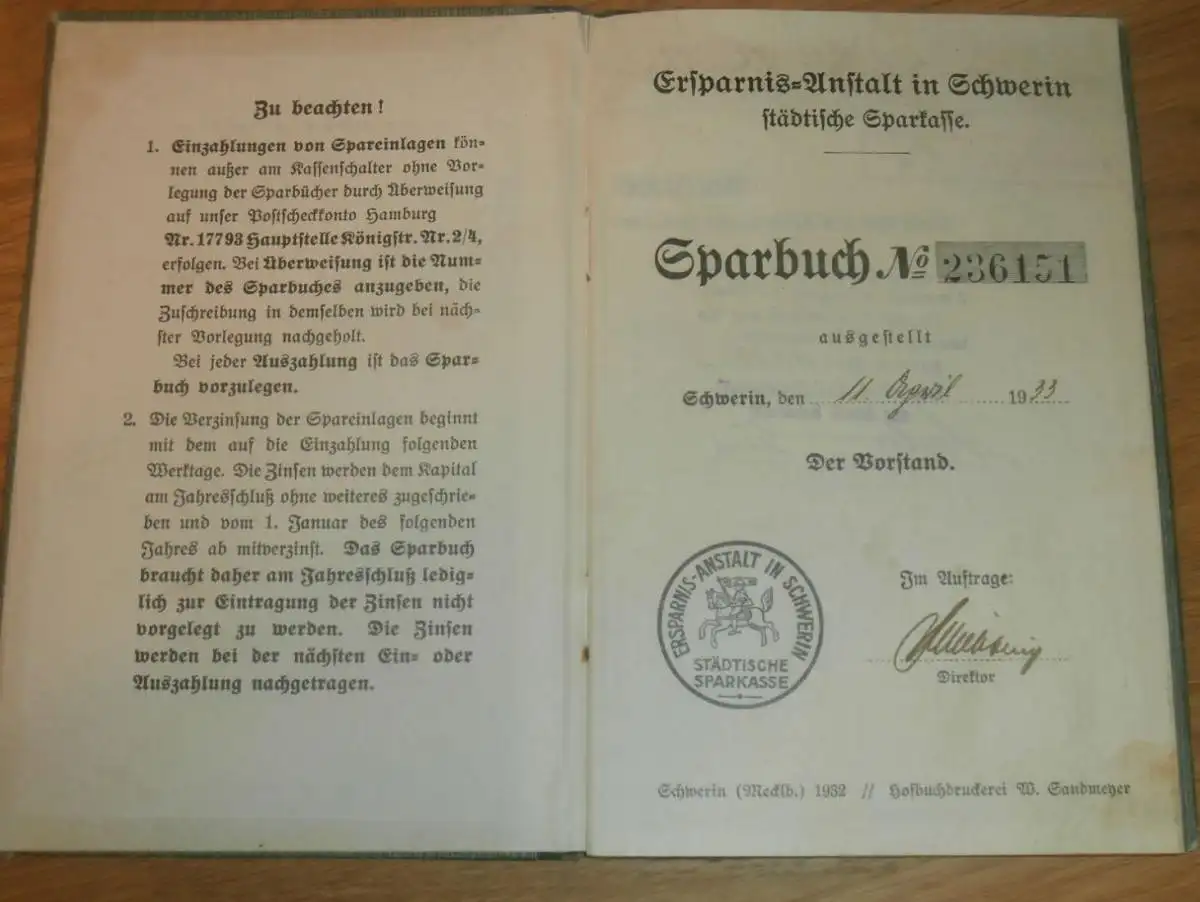 Zu beachten!
1. Einzahlungen von Spareinlagen kön-
nen außer am Kassenschalter ohne Vor-
legung der Sparbücher durch Überweisung
auf unser Postscheckkonto Hamburg
Nr. 17793 Hauptstelle Königstr. Nr. 2/4,
erfolgen. Bei Überweisung ist die Num-
mer des Sparbuches anzugeben, die
Zuschreibung in demselben wird bei näch-
ster Vorlegung nachgeholt.
Bei jeder Auszahlung ist das Spar-
buch vorzulegen.
2. Die Verzinsung der Spareinlagen beginnt
mit dem auf die Einzahlung folgenden
Werktage. Die Zinsen werden dem Kapital
am Jahresschluß ohne weiteres zugeschrie-
ben und vom 1. Januar des folgenden
Jahres ab mitverzinst. Das Sparbuch
braucht daher am Jahresschluß ledig-
lich zur Eintragung der Zinsen nicht
vorgelegt zu werden. Die Zinsen
werden bei der nächsten Ein- oder
Auszahlung nachgetragen.
Ersparnis-Anstalt in Schwerin
städtische Sparkasse.
Sparbuch No 236151
ausgestellt
Schwerin, den 11 April 1933
Der Vorstand.
ERSPARNIS-ANSTALT IN SCHWERIN
STÄDTISCHE
SPARKASSE
Im Auftrage:
Direktor
Schwerin (Mecklb.) 1932 // Hofbuchdruckerei W. Sandmeyer